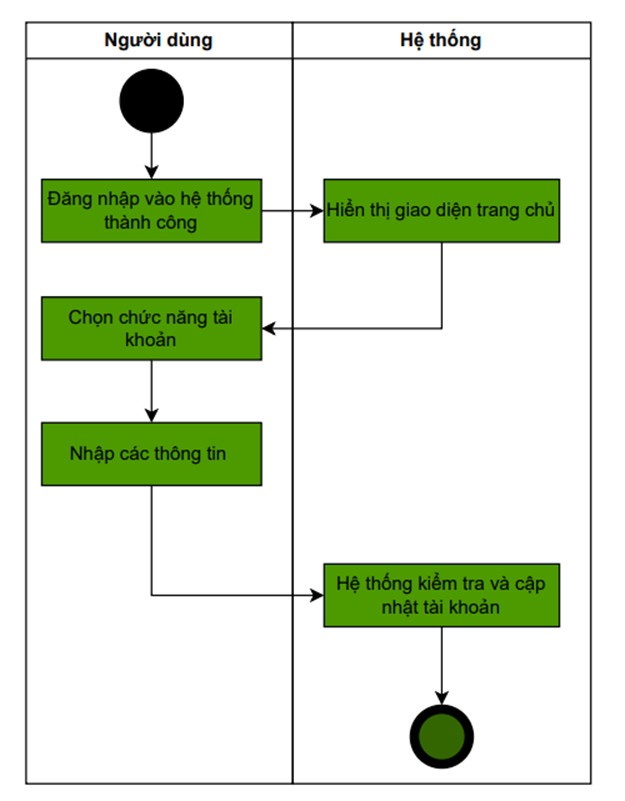 Người dùng
Hệ thống
Đăng nhập vào hệ thống
thành công
Hiển thị giao diện trang chủ
Chọn chức năng tài
khoản
Nhập các thông tin
Hệ thống kiểm tra và cập
nhật tài khoản